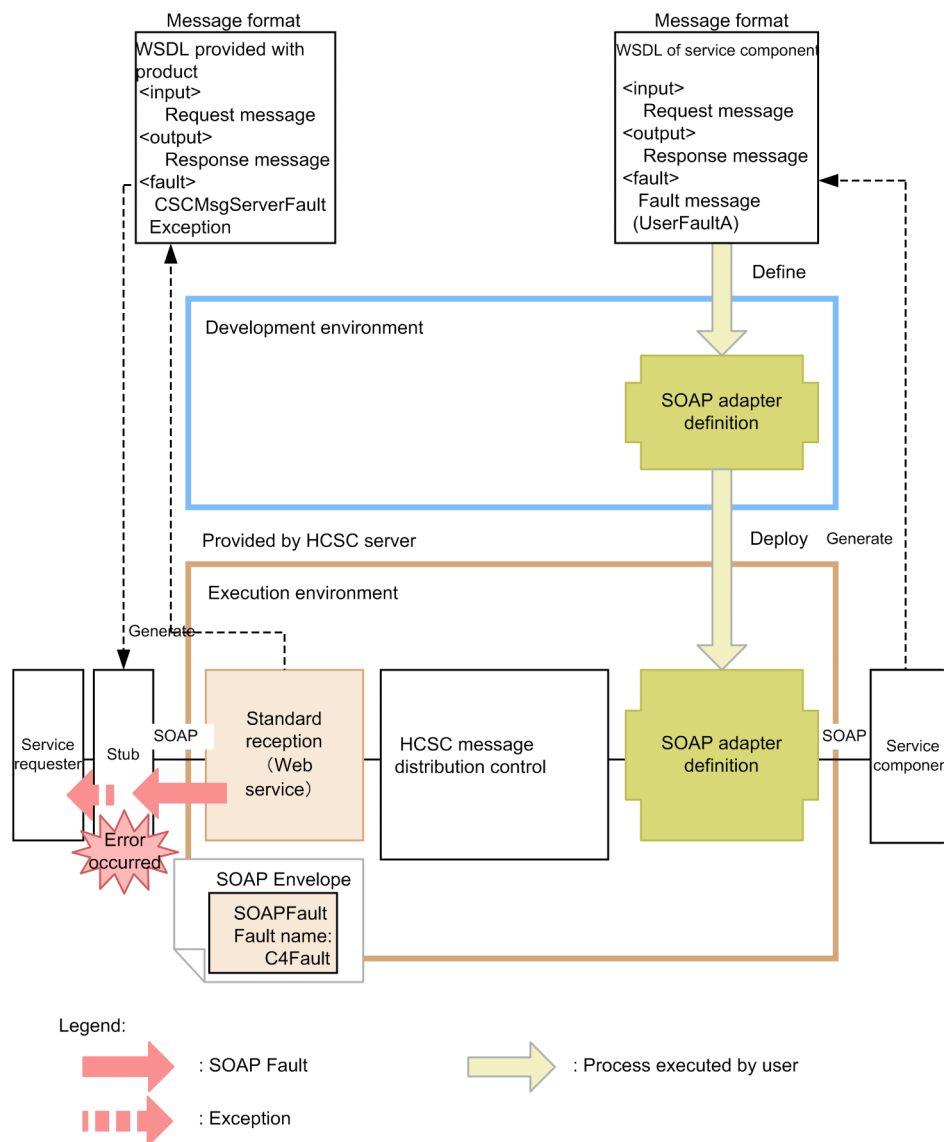 Message format
WSDL provided with
product
<input>
Request message
<output>
Response message
<fault>
CSCMsgServerFault
Exception
Message format
WSDL of service component
<input>
Request message
<output>
Response message
<fault>
Fault message
(UserFaultA)
Define
Development environment
SOAP adapter
definition
Provided by HCSC server
Deploy
Generate
Execution environment
Generate
Service
requester
Stub
SOAP
Standard
reception
（Web
service）
HCSC message
distribution control
SOAP adapter
definition
SOAP
Service
component
Error
occurred
SOAP Envelope
SOAPFault
Fault name:
C4Fault
Legend:
: SOAP Fault
: Process executed by user
: Exception